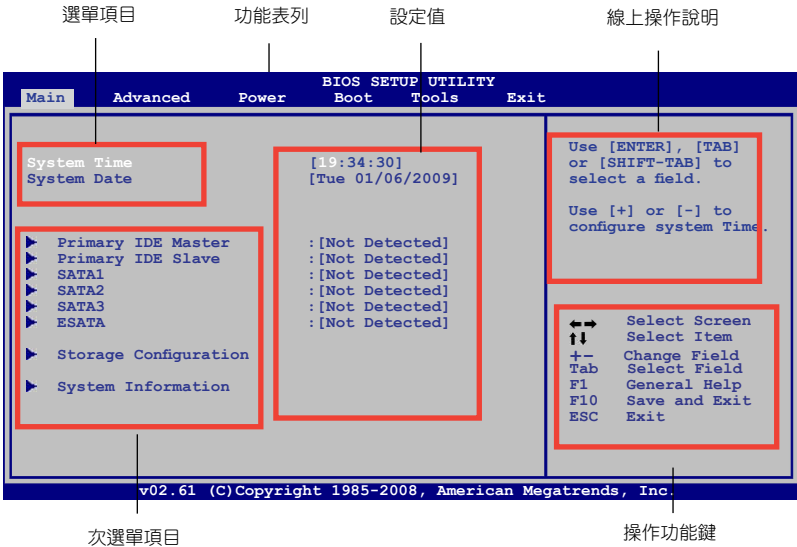 選單項目 功能表列 設定值 線上操作說明
BIOS SETUP UTILITY
Main Advanced Power Boot Tools Exit
System Time [19:34:30]
System Date [Tue 01/06/2009]
Primary IDE Master :[Not Detected]
Primary IDE Slave :[Not Detected]
SATA1 :[Not Detected]
SATA2 :[Not Detected]
SATA3 :[Not Detected]
ESATA :[Not Detected]
Storage Configuration
System Information
Use [ENTER], [TAB]
or [SHIFT-TAB] to
select a field.
Use [+] or [-] to
configure system Time.
←→ Select Screen
↑↓ Select Item
+- Change Field
Tab Select Field
F1 General Help
F10 Save and Exit
ESC Exit
v02.61 (C)Copyright 1985-2008, American Megatrends, Inc.
次選單項目 操作功能鍵